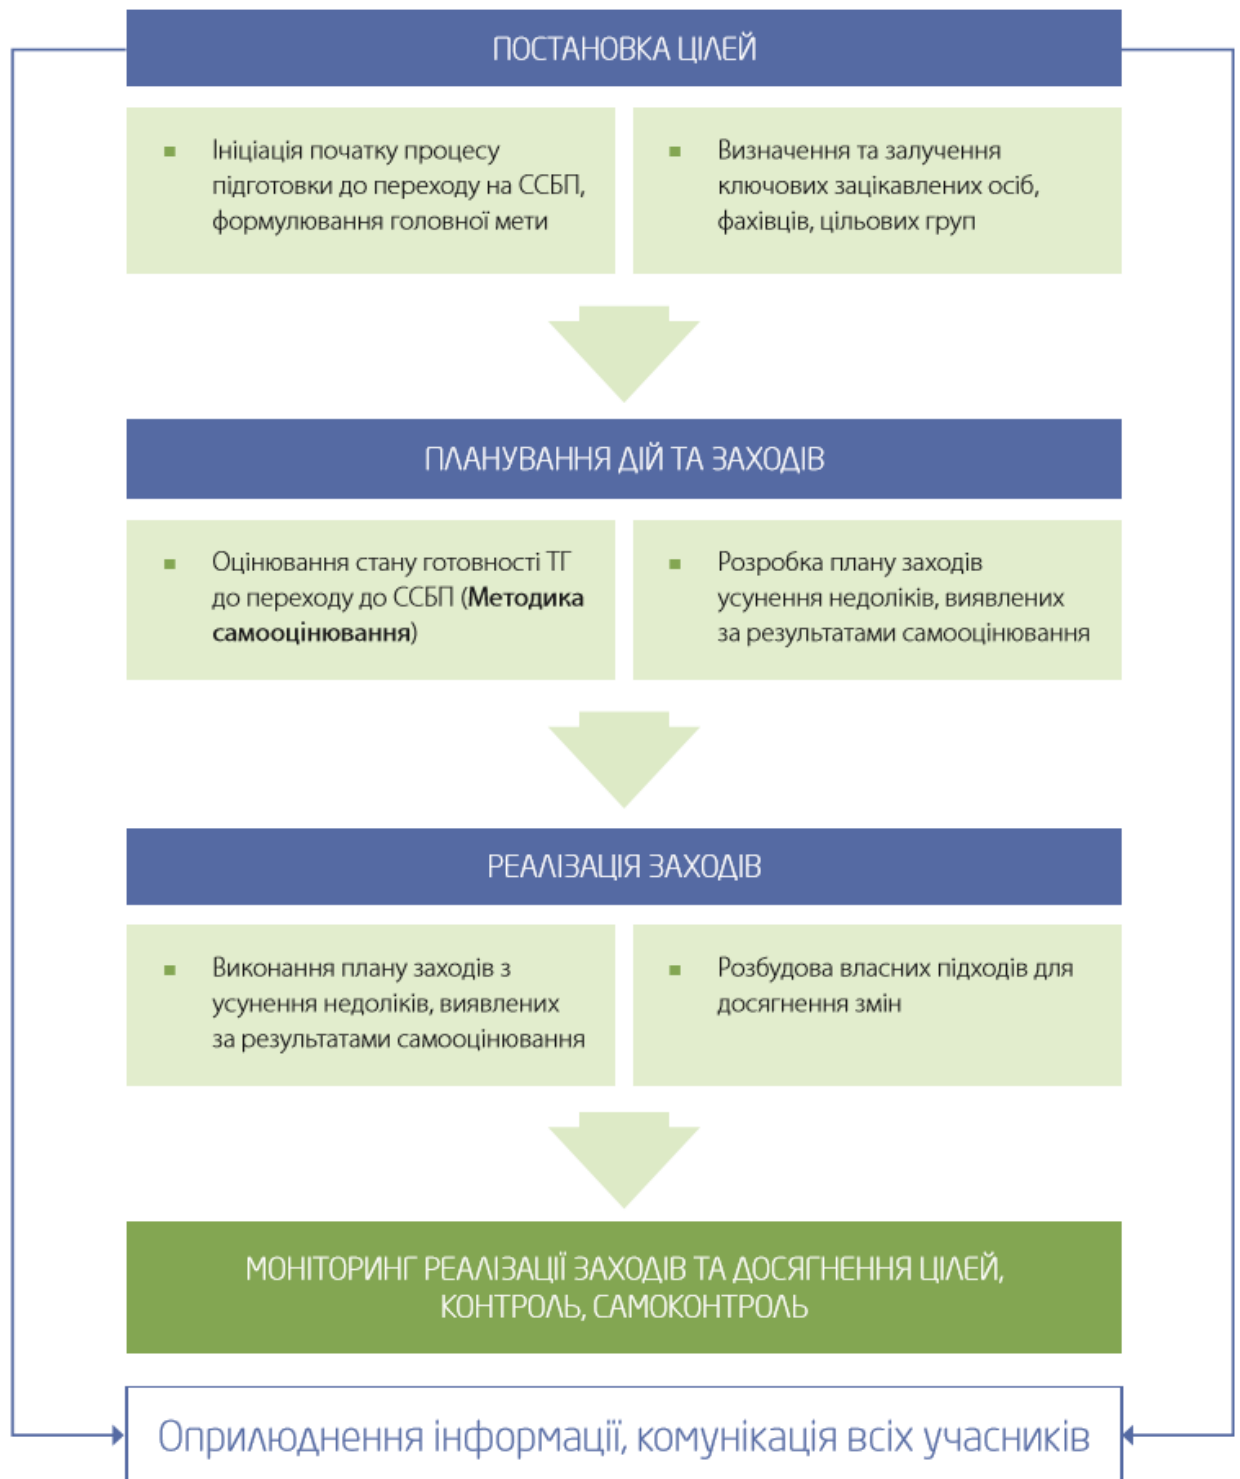 ПОСТАНОВКА ЦІЛЕЙ
Ініціація початку процесу
підготовки до переходу на ССБП,
формулювання головної мети
Визначення та залучення
ключових зацікавлених осіб,
фахівців, цільових груп
ПЛАНУВАННЯ ДІЙ ТА ЗАХОДІВ
Оцінювання стану готовності ТГ
до переходу до ССБП (Методика
самооцінювання)
Розробка плану заходів
усунення недоліків, виявлених
за результатами самооцінювання
РЕАЛІЗАЦІЯ ЗАХОДІВ
Виконання плану заходів з
усунення недоліків, виявлених
за результатами самооцінювання
Розбудова власних підходів для
досягнення змін
МОНІТОРИНГ РЕАЛІЗАЦІЇ ЗАХОДІВ ТА ДОСЯГНЕННЯ ЦІЛЕЙ,
КОНТРОЛЬ, САМОКОНТРОЛЬ
Оприлюднення інформації, комунікація всіх учасників